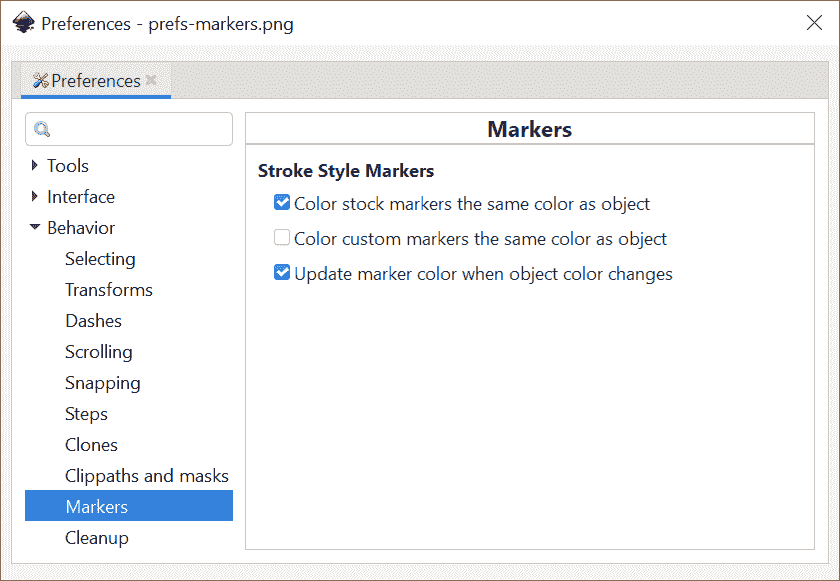 Preferences - prefs-markers.png
Preferences
Markers
Tools
Interface
Behavior
Selecting
Transforms
Dashes
Scrolling
Snapping
Steps
Clones
Clippaths and masks
Markers
Cleanup
Stroke Style Markers
Color stock markers the same color as object
Color custom markers the same color as object
Update marker color when object color changes